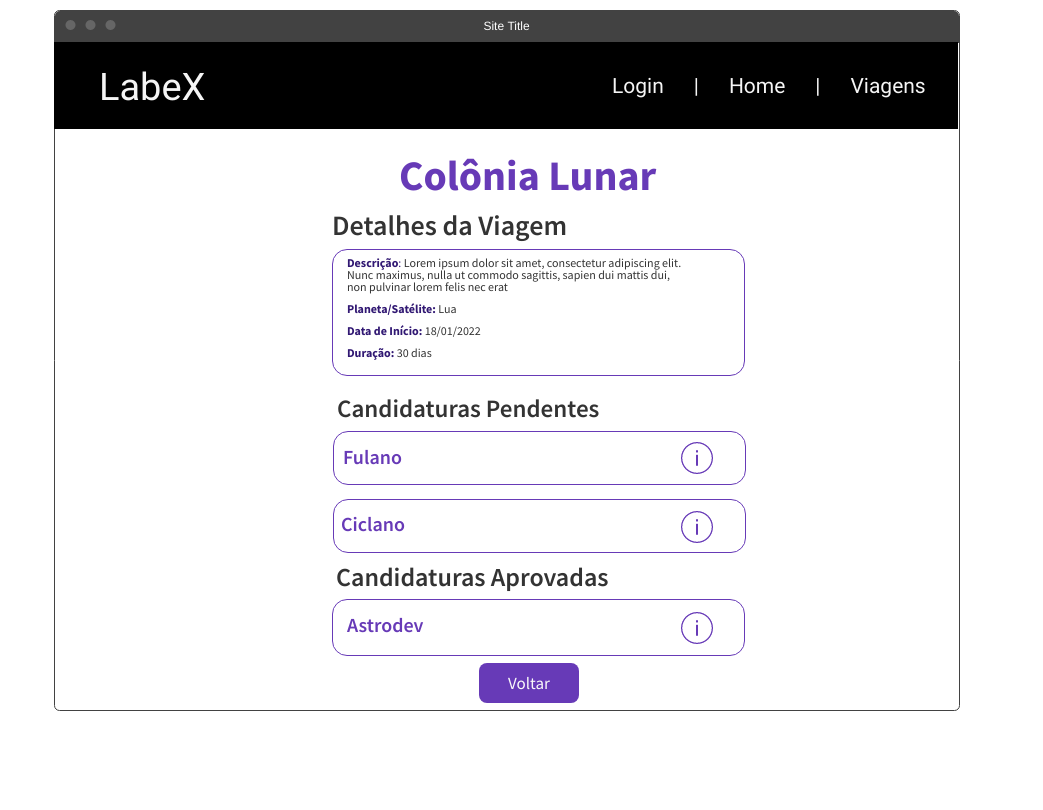 Site Title
LabeX
Login | Home | Viagens
Colônia Lunar
Detalhes da Viagem
Descrição: Lorem ipsum dolor sit amet, consectetur adipiscing elit.
Nunc maximus, nulla ut commodo sagittis, sapien dui mattis dui,
non pulvinar lorem felis nec erat
Planeta/Satélite: Lua
Data de Início: 18/01/2022
Duração: 30 dias
Candidaturas Pendentes
Fulano i
Ciclano i
Candidaturas Aprovadas
Astrodev i
Voltar